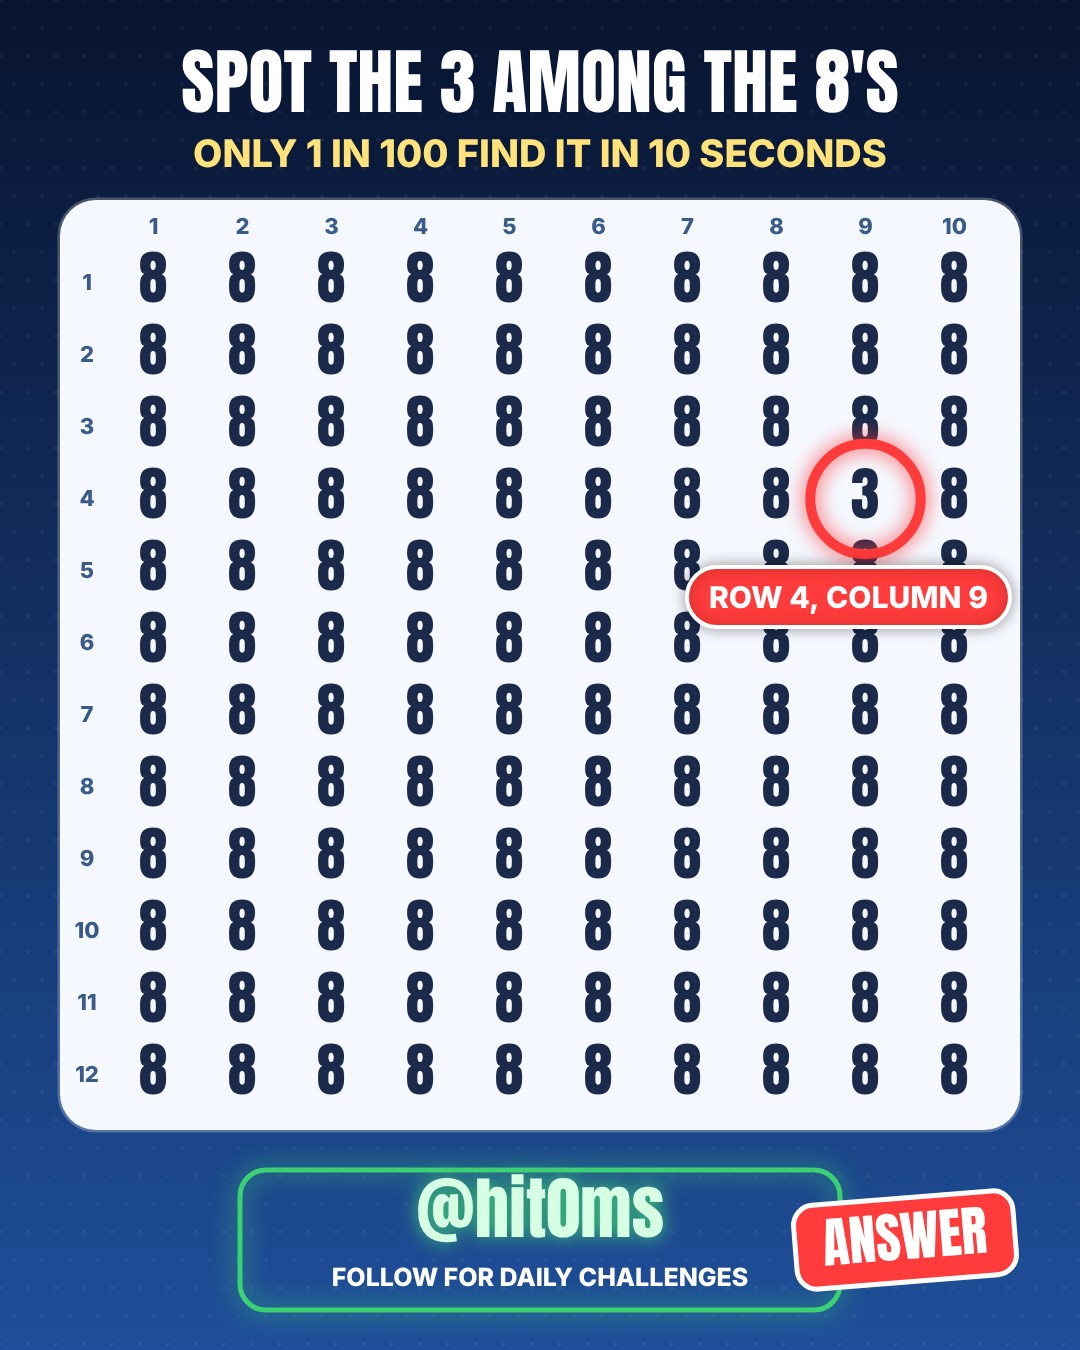 SPOT THE 3 AMONG THE 8'S
ONLY 1 IN 100 FIND IT IN 10 SECONDS
1 2 3 4 5 6 7 8 9 10
1 8 8 8 8 8 8 8 8 8 8
2 8 8 8 8 8 8 8 8 8 8
3 8 8 8 8 8 8 8 8 8 8
4 8 8 8 8 8 8 8 8 3 8
5 8 8 8 8 8 8 8 8 8 8
ROW 4, COLUMN 9
6 8 8 8 8 8 8 8 8 8 8
7 8 8 8 8 8 8 8 8 8 8
8 8 8 8 8 8 8 8 8 8 8
9 8 8 8 8 8 8 8 8 8 8
10 8 8 8 8 8 8 8 8 8 8
11 8 8 8 8 8 8 8 8 8 8
12 8 8 8 8 8 8 8 8 8 8
@hit0ms
ANSWER
FOLLOW FOR DAILY CHALLENGES